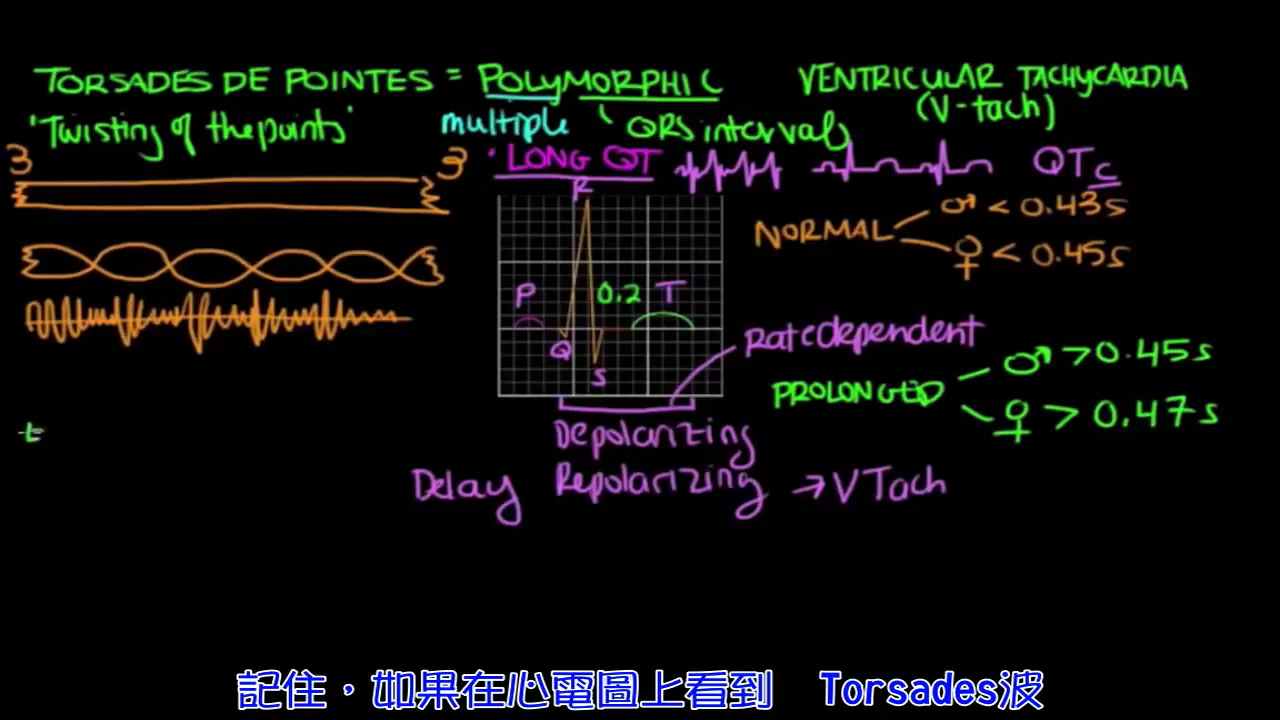 TORSADES DE POINTES = POLYMORPHIC VENTRICULAR TACHYCARDIA
(V-tach)
'Twisting of the points' multiple QRS intervals
• LONG QT QTc
R
NORMAL ♂ < 0.43s
♀ < 0.45s
P 0.2 T
Q
S
Rate dependent
PROLONGED ♂ > 0.45s
♀ > 0.47s
t
Depolarizing
Delay Repolarizing → VTach
記住，如果在心電圖上看到 Torsades波